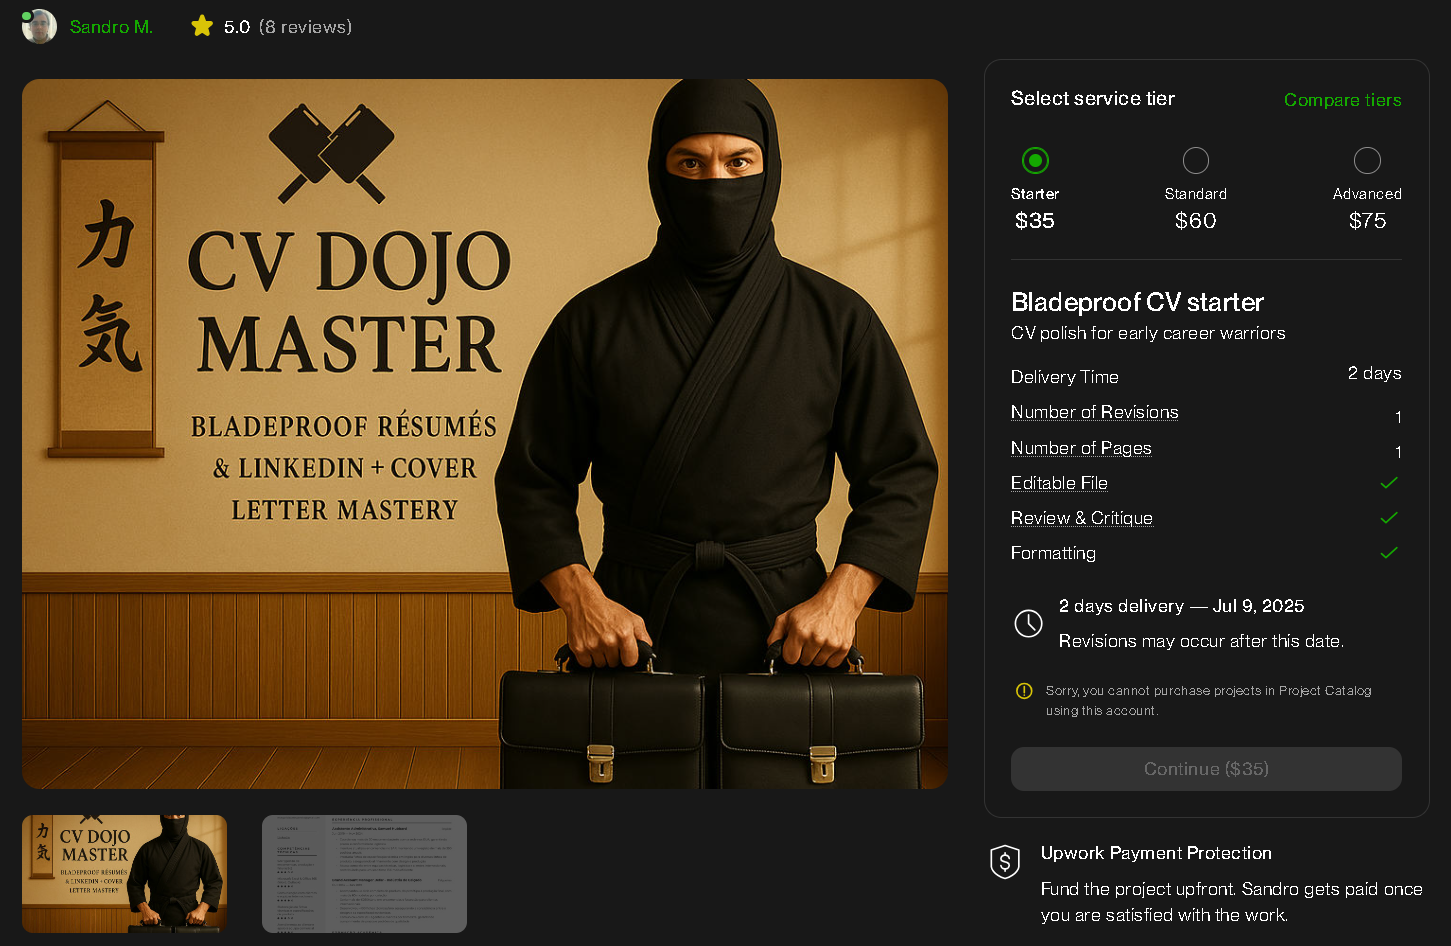 Sandro M.
5.0 (8 reviews)
力
気
CV DOJO
MASTER
BLADEPROOF RÉSUMÉS
& LINKEDIN + COVER
LETTER MASTERY
Select service tier
Compare tiers
Starter
$35
Standard
$60
Advanced
$75
Bladeproof CV starter
CV polish for early career warriors
Delivery Time 2 days
Number of Revisions 1
Number of Pages 1
Editable File
Review & Critique
Formatting
2 days delivery — Jul 9, 2025
Revisions may occur after this date.
Sorry, you cannot purchase projects in Project Catalog
using this account.
Continue ($35)
力
気
CV DOJO
MASTER
BLADEPROOF RÉSUMÉS
& LINKEDIN + COVER
LETTER MASTERY
Upwork Payment Protection
Fund the project upfront. Sandro gets paid once
you are satisfied with the work.